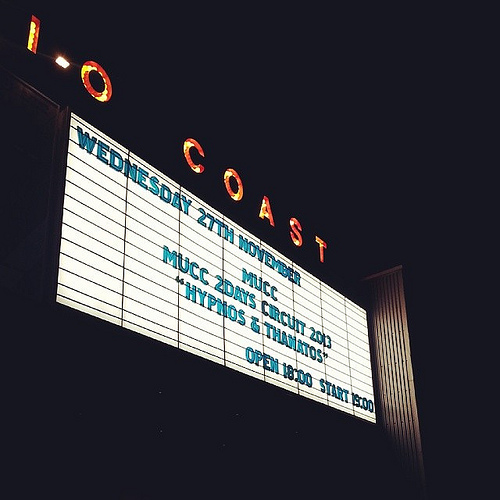 I.O COAST
WEDNESDAY 27TH NOVEMBER
MUCC
MUCC 2DAYS CIRCUIT 2013
"HYPNOS & THANATOS"
OPEN 18:00 START 19:00